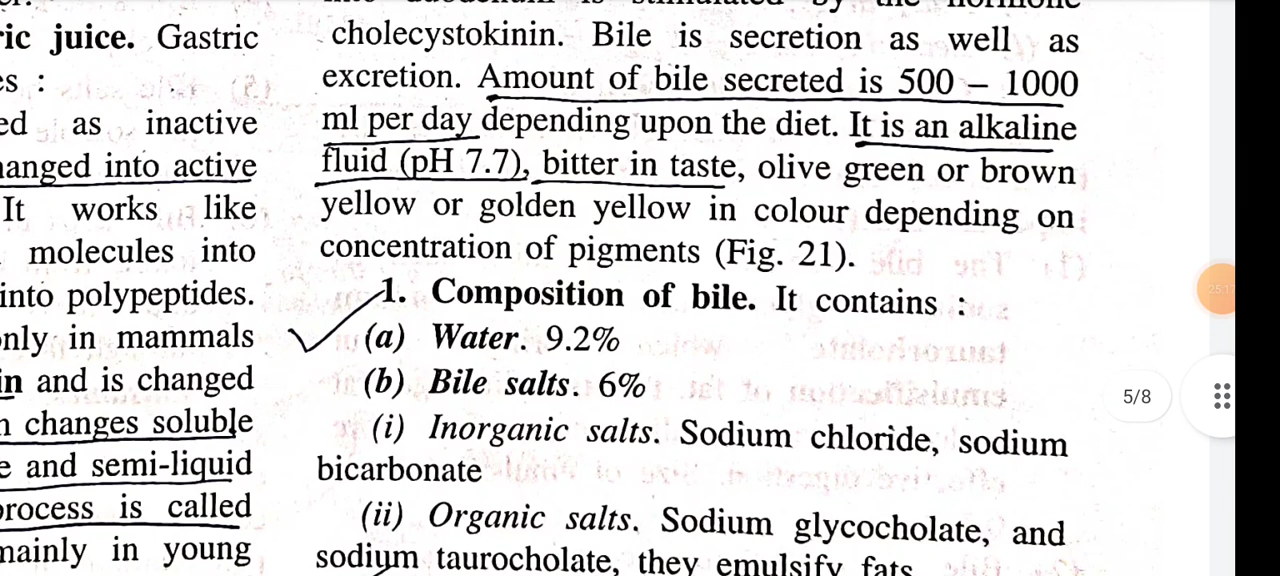 ric juice. Gastric
es :
ed as inactive
anged into active
It works like
molecules into
into polypeptides.
nly in mammals
in and is changed
n changes soluble
e and semi-liquid
process is called
mainly in young
cholecystokinin. Bile is secretion as well as
excretion. Amount of bile secreted is 500 – 1000
ml per day depending upon the diet. It is an alkaline
fluid (pH 7.7), bitter in taste, olive green or brown
yellow or golden yellow in colour depending on
concentration of pigments (Fig. 21).
1. Composition of bile. It contains :
(a) Water. 9.2%
(b) Bile salts. 6%
(i) Inorganic salts. Sodium chloride, sodium
bicarbonate
(ii) Organic salts. Sodium glycocholate, and
sodium taurocholate, they emulsify fats
5/8